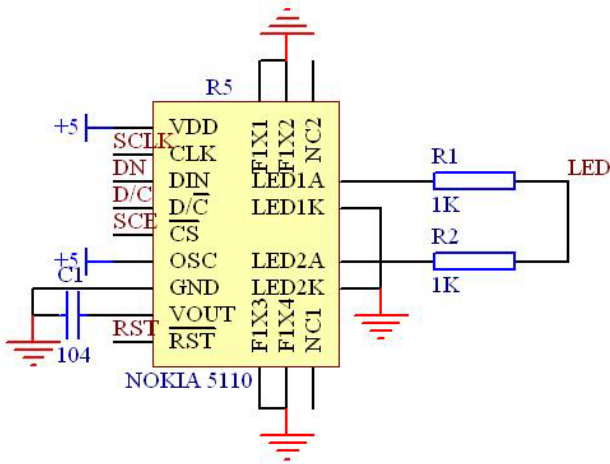 R5
+5
VDD
SCLK
CLK
DN
DIN
D/C
D/C
SCE
CS
+5
OSC
C1
GND
VOUT
RST
RST
104
F1X1
F1X2
NC2
LED1A
LED1K
LED2A
LED2K
F1X3
F1X4
NC1
R1
1K
R2
1K
LED
NOKIA 5110